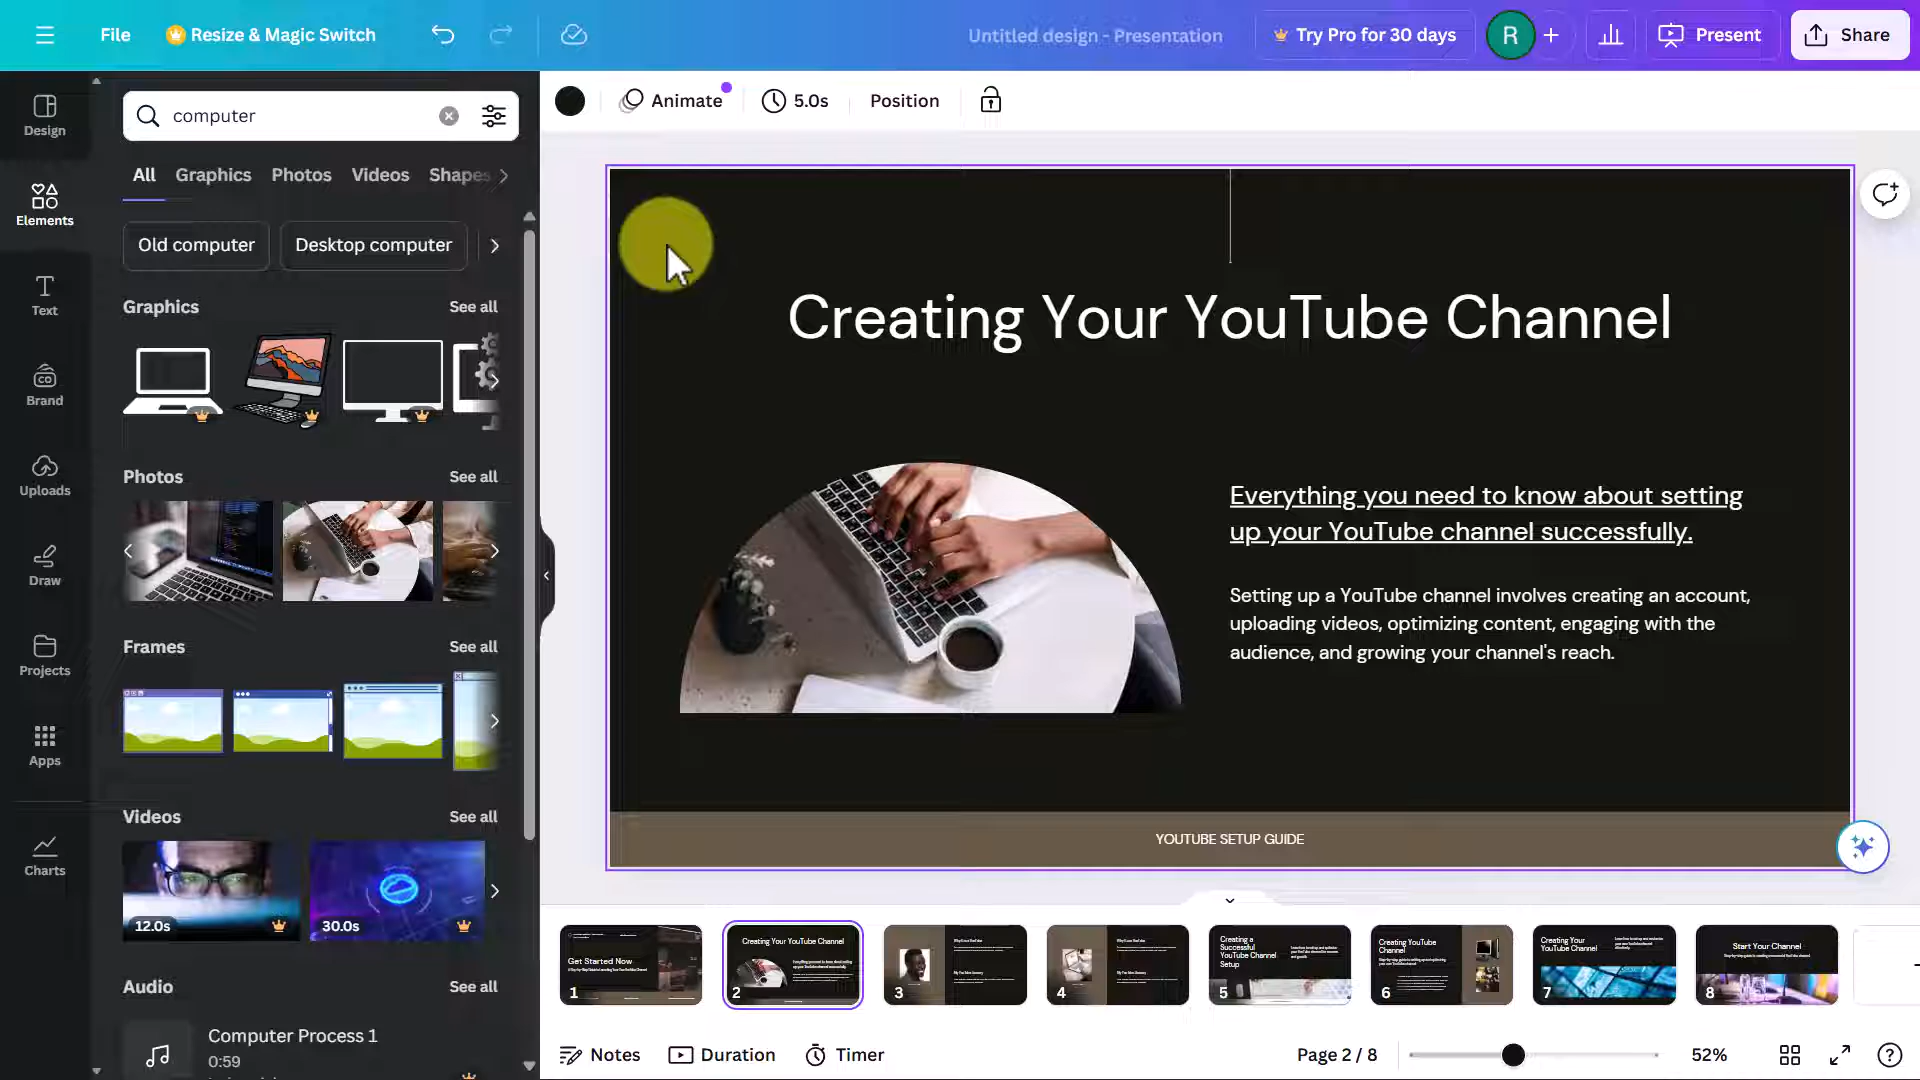 File
Resize & Magic Switch
Untitled design - Presentation
Try Pro for 30 days
R
Present
Share
Design
Elements
Text
Brand
Uploads
Draw
Projects
Apps
Charts
computer
All
Graphics
Photos
Videos
Shapes
Old computer
Desktop computer
Graphics
See all
Photos
See all
Frames
See all
Videos
See all
12.0s
30.0s
Audio
See all
Computer Process 1
0:59
Animate
5.0s
Position
Creating Your YouTube Channel
Everything you need to know about setting
up your YouTube channel successfully.
Setting up a YouTube channel involves creating an account,
uploading videos, optimizing content, engaging with the
audience, and growing your channel's reach.
YOUTUBE SETUP GUIDE
Get Started Now
1
Creating Your YouTube Channel
2
3
4
Creating a
Successful
YouTube Channel
Setup
5
Creating YouTube
Channel
6
Creating Your
YouTube Channel
7
Start Your Channel
8
Notes
Duration
Timer
Page 2 / 8
52%